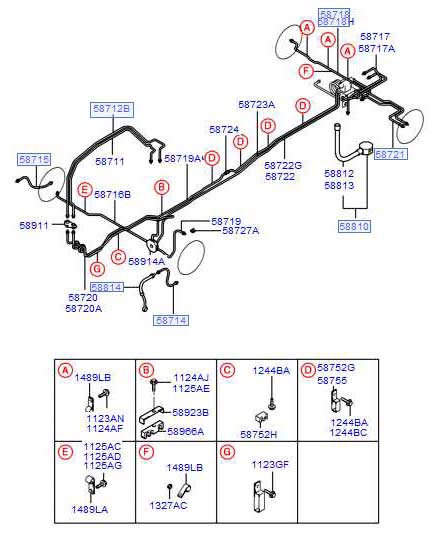 58718
58718H
A
A
A
F
58717
58717A
58712B
58723A
D
58724
D
D
58711
58719A
D
58721
58715
58722G
58722
58812
58813
E
58716B
B
58911
58719
58727A
58810
C
58914A
G
58814
58720
58720A
58714
A
1489LB
1123AN
1124AF
B
1124AJ
1125AE
58923B
58966A
C
1244BA
58752H
D
58752G
58755
1244BA
1244BC
E
1125AC
1125AD
1125AG
1489LA
F
1489LB
1327AC
G
1123GF